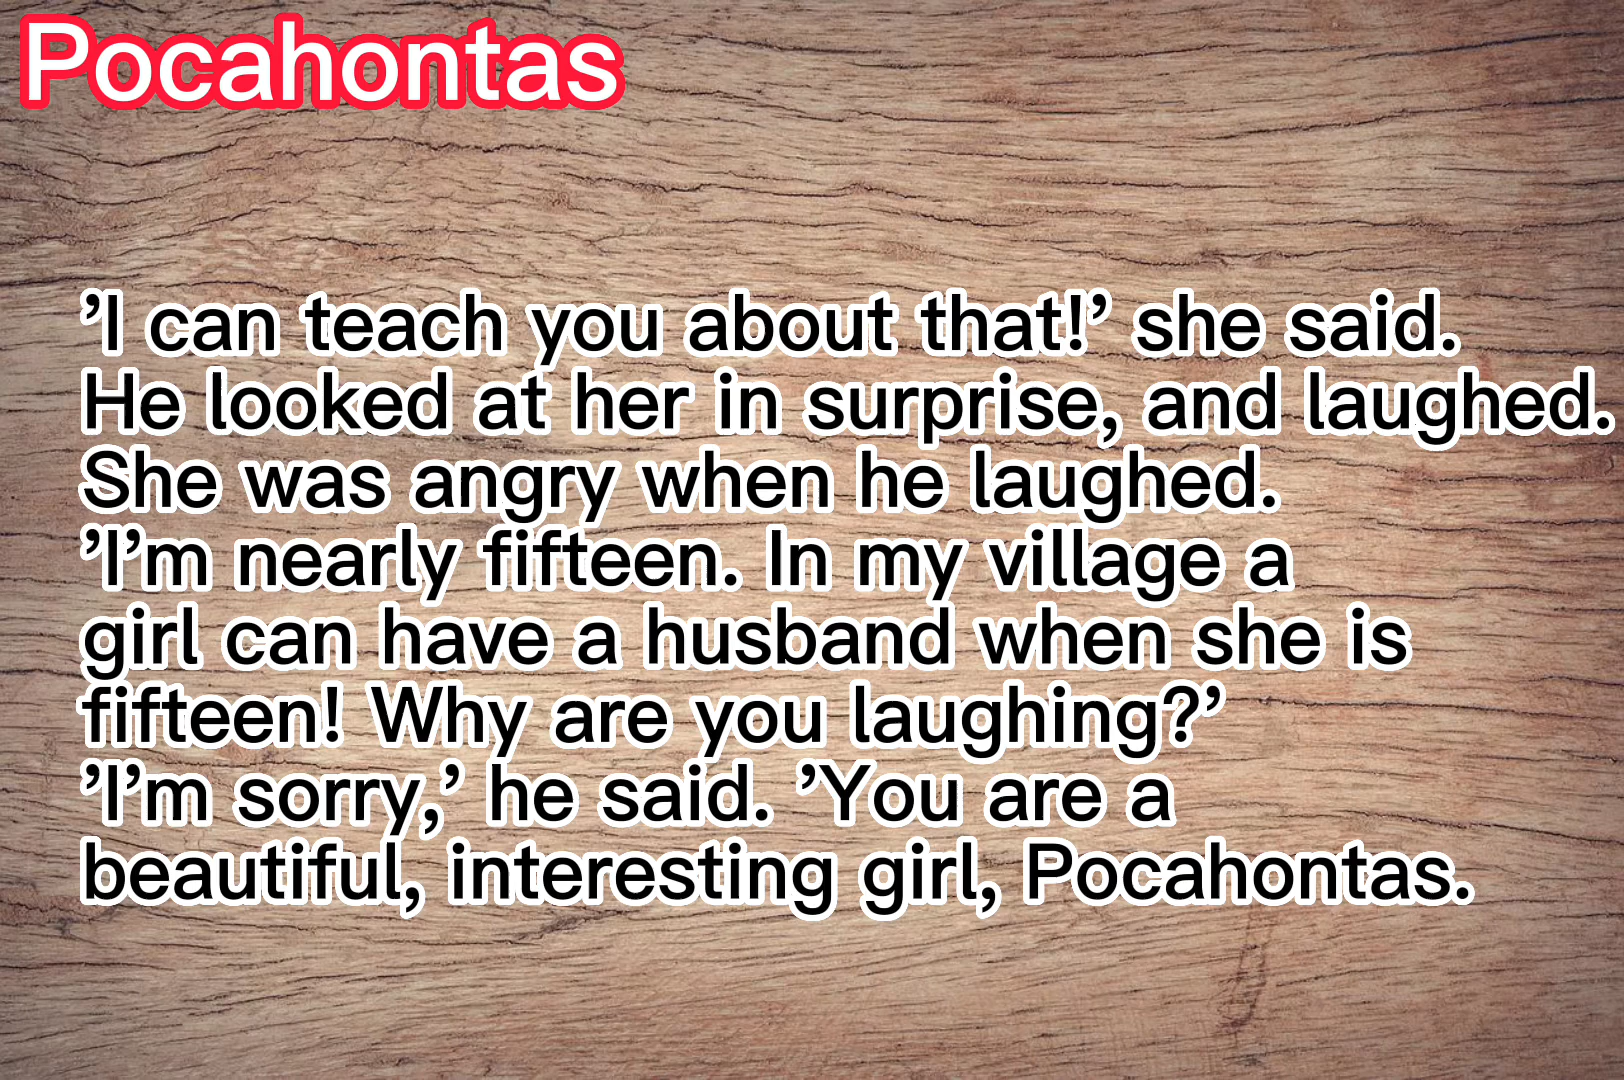 Pocahontas
’I can teach you about that!’ she said.
He looked at her in surprise, and laughed.
She was angry when he laughed.
’I’m nearly fifteen. In my village a
girl can have a husband when she is
fifteen! Why are you laughing?’
’I’m sorry,’ he said. ’You are a
beautiful, interesting girl, Pocahontas.